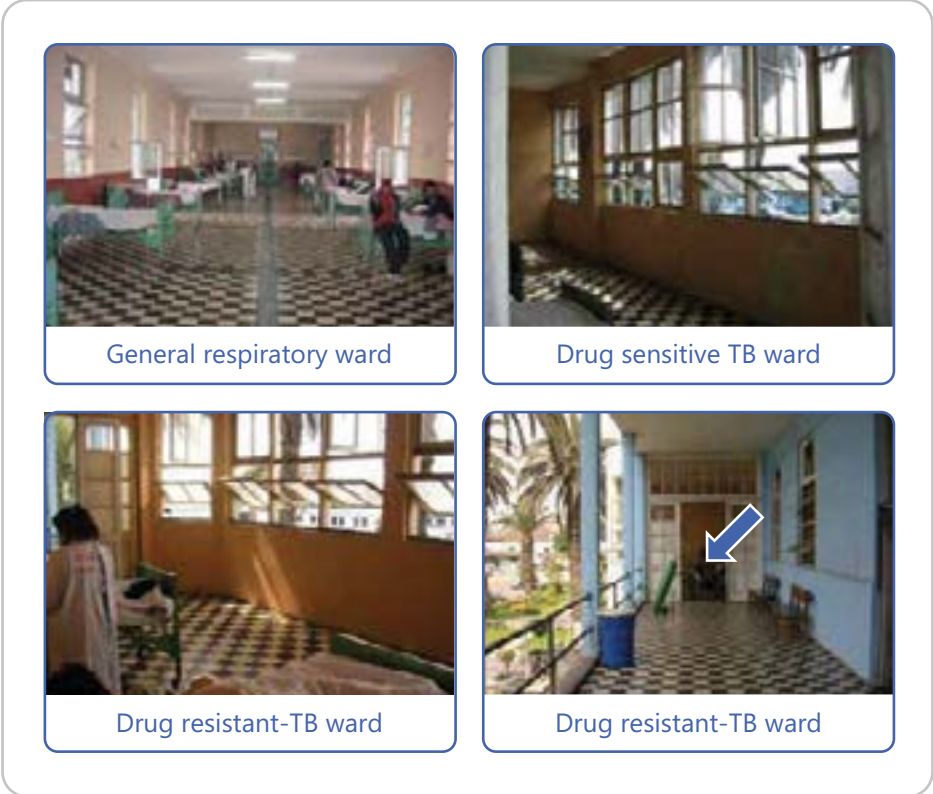 General respiratory ward
Drug sensitive TB ward
Drug resistant-TB ward
Drug resistant-TB ward